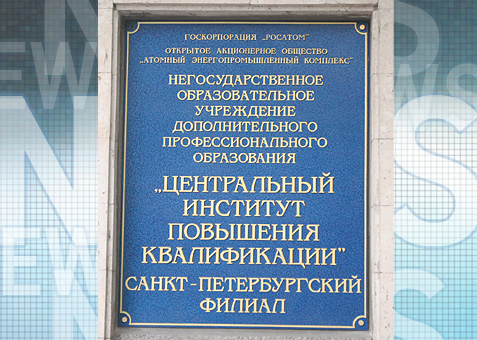 ГОСКОРПОРАЦИЯ „РОСАТОМ"
ОТКРЫТОЕ АКЦИОНЕРНОЕ ОБЩЕСТВО
„АТОМНЫЙ ЭНЕРГОПРОМЫШЛЕННЫЙ КОМПЛЕКС"
НЕГОСУДАРСТВЕННОЕ
ОБРАЗОВАТЕЛЬНОЕ
УЧРЕЖДЕНИЕ
ДОПОЛНИТЕЛЬНОГО
ПРОФЕССИОНАЛЬНОГО
ОБРАЗОВАНИЯ
„ЦЕНТРАЛЬНЫЙ
ИНСТИТУТ
ПОВЫШЕНИЯ
КВАЛИФИКАЦИИ"
САНКТ-ПЕТЕРБУРГСКИЙ
ФИЛИАЛ